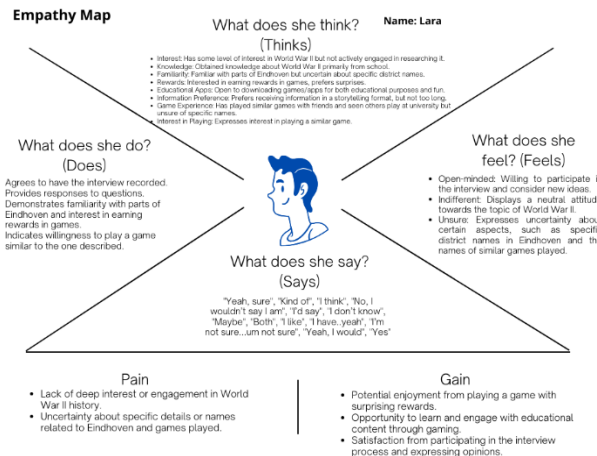 Empathy Map
Name: Lara
What does she think?
(Thinks)
• Interest: Has some level of interest in World War II but not actively engaged in researching it.
• Knowledge: Obtained knowledge about World War II primarily from school.
• Familiarity: Familiar with parts of Eindhoven but uncertain about specific district names.
• Rewards: Interested in earning rewards in games, prefers surprises.
• Educational Apps: Open to downloading games/apps for both educational purposes and fun.
• Information Preference: Prefers receiving information in a storytelling format, but not too long.
• Game Experience: Has played similar games with friends and seen others play at university but
unsure of specific names.
• Interest in Playing: Expresses interest in playing a similar game.
What does she do?
(Does)
Agrees to have the interview recorded.
Provides responses to questions.
Demonstrates familiarity with parts of
Eindhoven and interest in earning
rewards in games.
Indicates willingness to play a game
similar to the one described.
What does she
feel? (Feels)
• Open-minded: Willing to participate i
the interview and consider new ideas.
• Indifferent: Displays a neutral attitud
towards the topic of World War II.
• Unsure: Expresses uncertainty abou
certain aspects, such as specifi
district names in Eindhoven and th
names of similar games played.
What does she say?
(Says)
"Yeah, sure", "Kind of", "I think", "No, I
wouldn't say I am", "I'd say", "I don't know",
"Maybe", "Both", "I like", "I have..yeah", "I'm
not sure...um not sure", "Yeah, I would", "Yes"
Pain
• Lack of deep interest or engagement in World
War II history.
• Uncertainty about specific details or names
related to Eindhoven and games played.
Gain
• Potential enjoyment from playing a game with
surprising rewards.
• Opportunity to learn and engage with educational
content through gaming.
• Satisfaction from participating in the interview
process and expressing opinions.